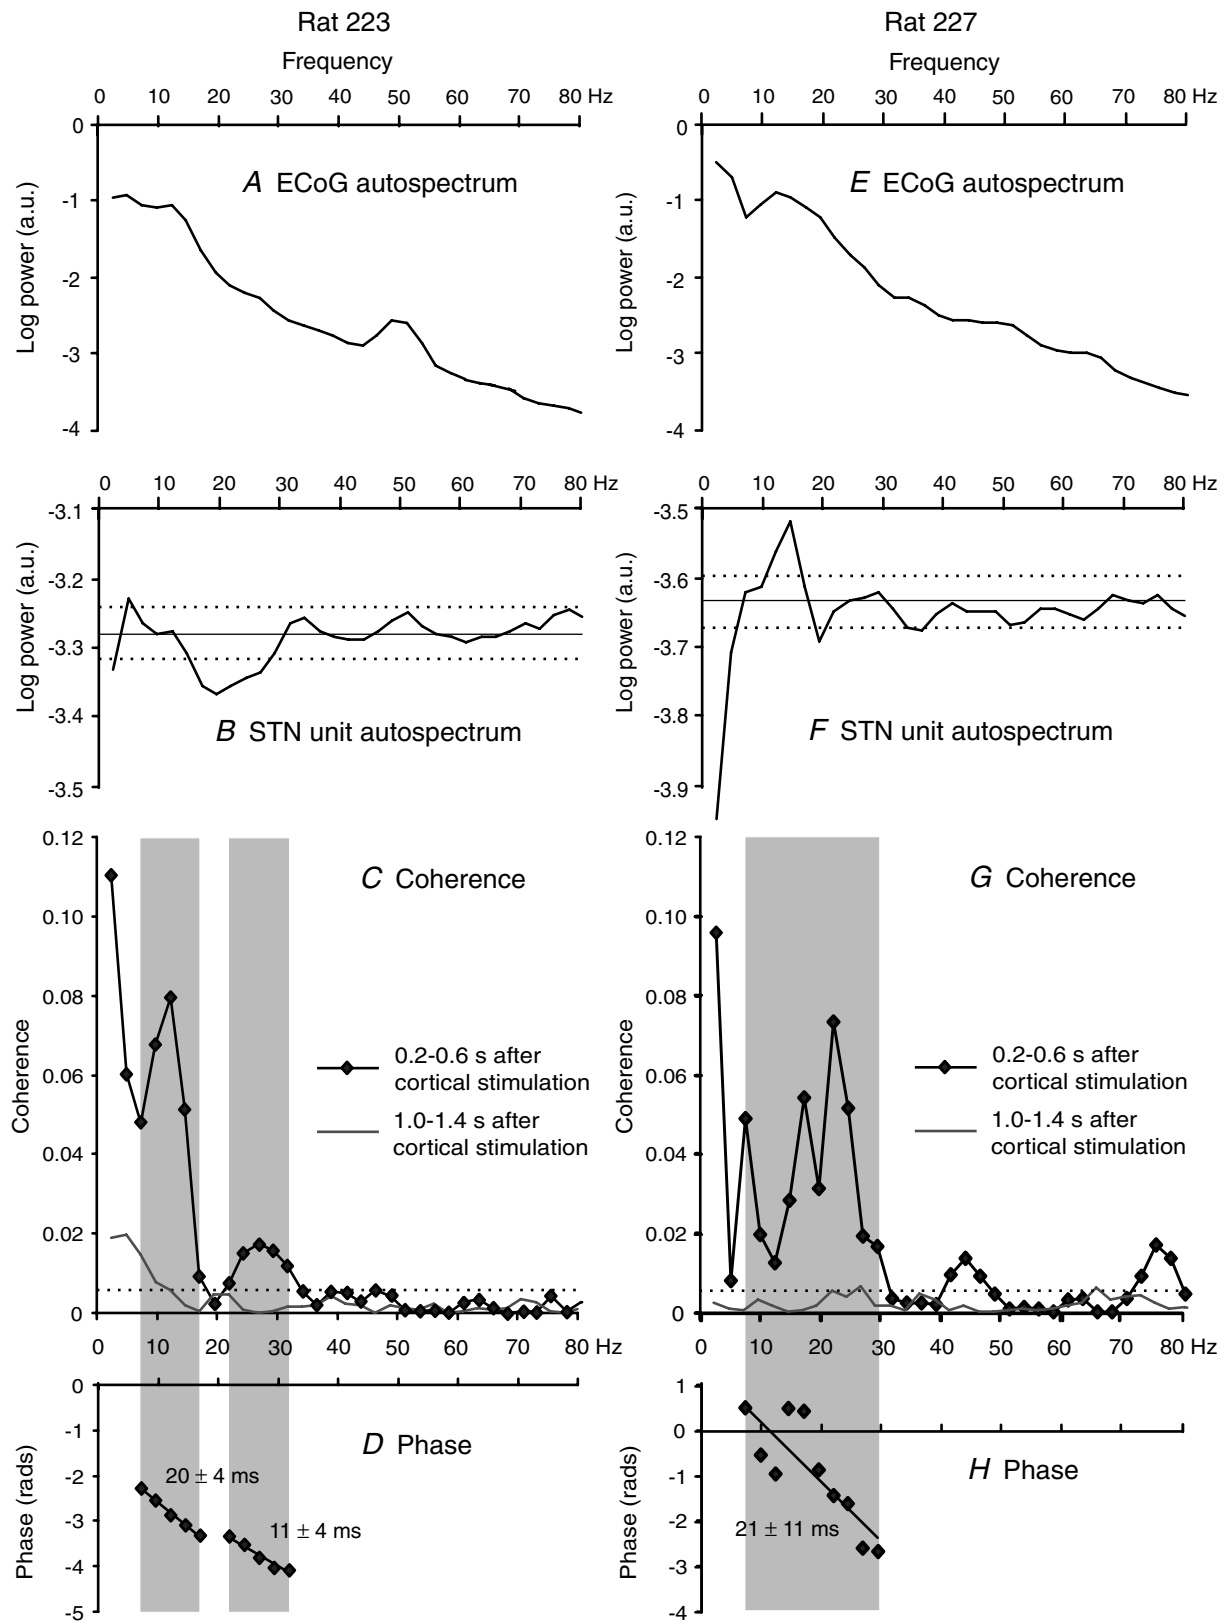 Rat 223
Rat 227
Frequency
Frequency
0 10 20 30 40 50 60 70 80 Hz
0 10 20 30 40 50 60 70 80 Hz
0
-1
-2
-3
-4
Log power (a.u.)
A ECoG autospectrum
0
-1
-2
-3
-4
Log power (a.u.)
E ECoG autospectrum
0 10 20 30 40 50 60 70 80 Hz
0 10 20 30 40 50 60 70 80 Hz
-3.1
-3.2
-3.3
-3.4
-3.5
Log power (a.u.)
B STN unit autospectrum
-3.5
-3.6
-3.7
-3.8
-3.9
Log power (a.u.)
F STN unit autospectrum
0.12
0.10
0.08
0.06
0.04
0.02
0
Coherence
C Coherence
0.2-0.6 s after
cortical stimulation
1.0-1.4 s after
cortical stimulation
0.12
0.10
0.08
0.06
0.04
0.02
0
Coherence
G Coherence
0.2-0.6 s after
cortical stimulation
1.0-1.4 s after
cortical stimulation
0 10 20 30 40 50 60 70 80 Hz
0 10 20 30 40 50 60 70 80 Hz
0
-1
-2
-3
-4
-5
Phase (rads)
D Phase
20 ± 4 ms
11 ± 4 ms
1
0
-1
-2
-3
-4
Phase (rads)
H Phase
21 ± 11 ms